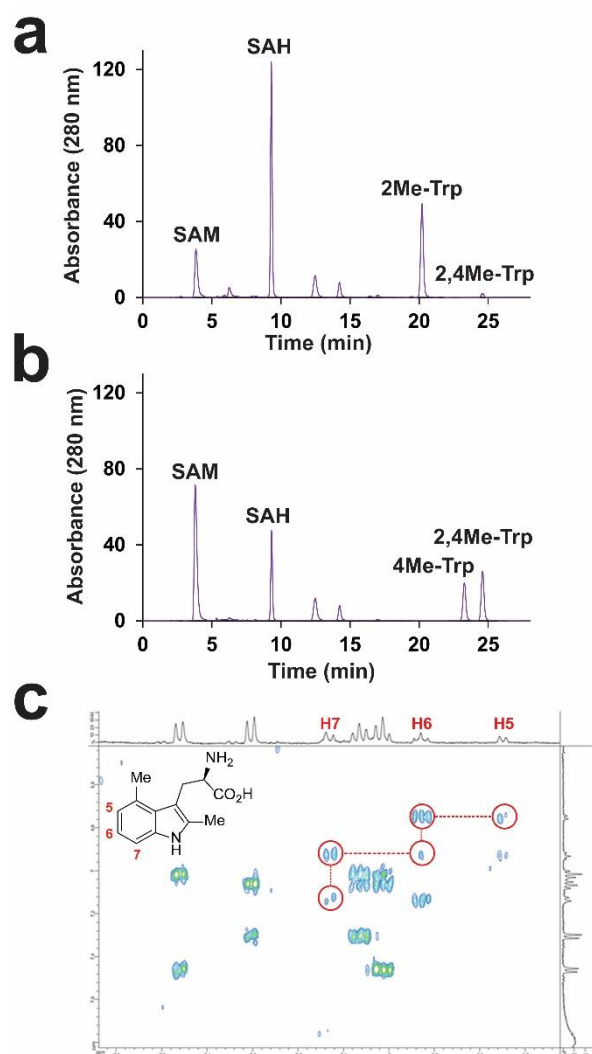 a
Absorbance (280 nm)
120
80
40
0
SAM
SAH
2Me-Trp
2,4Me-Trp
0 5 10 15 20 25
Time (min)
b
Absorbance (280 nm)
120
80
40
0
SAM
SAH
4Me-Trp
2,4Me-Trp
0 5 10 15 20 25
Time (min)
c
H7 H6 H5
Me
NH₂
CO₂H
5
6
7
N
H
Me